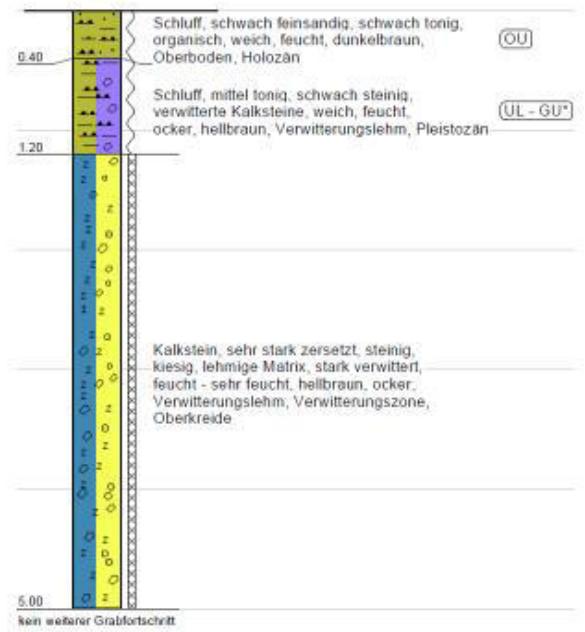 Schluff, schwach feinsandig, schwach tonig,
organisch, weich, feucht, dunkelbraun,
Oberboden, Holozän
OU
0.40
Schluff, mittel tonig, schwach steinig,
verwitterte Kalksteine, weich, feucht,
ocker, hellbraun, Verwitterungslehm, Pleistozän
UL - GU*
1.20
Kalkstein, sehr stark zersetzt, steinig,
kiesig, lehmige Matrix, stark verwittert,
feucht - sehr feucht, hellbraun, ocker,
Verwitterungslehm, Verwitterungszone,
Oberkreide
5.00
kein weiterer Grabfortschritt